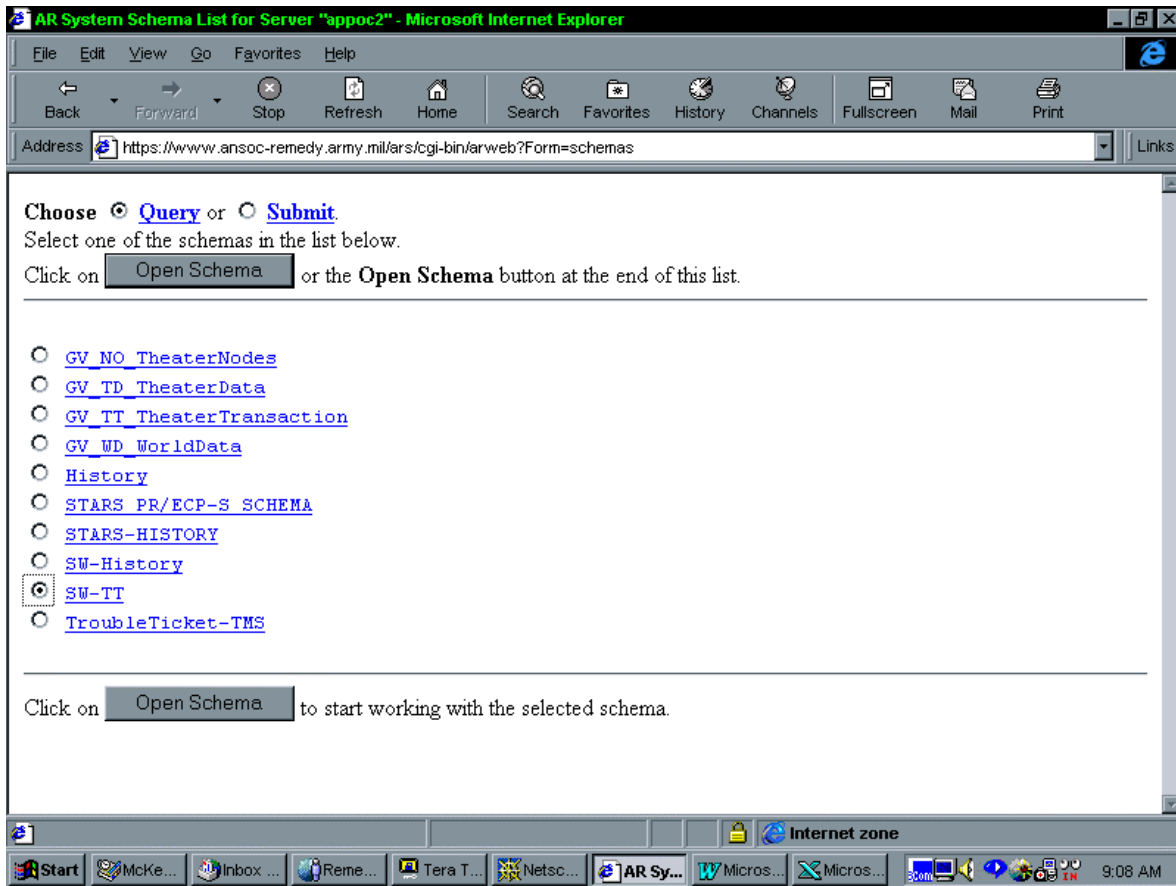 AR System Schema List for Server "appoc2" - Microsoft Internet Explorer
File Edit View Go Favorites Help
Back Forward Stop Refresh Home Search Favorites History Channels Fullscreen Mail Print
Address https://www.ansoc-remedy.army.mil/ars/cgi-bin/arweb?Form=schemas Links
Choose Query or Submit.
Select one of the schemas in the list below.
Click on Open Schema or the Open Schema button at the end of this list.
GV_NO_TheaterNodes
GV_TD_TheaterData
GV_TT_TheaterTransaction
GV_WD_WorldData
History
STARS PR/ECP-S SCHEMA
STARS-HISTORY
SW-History
SW-TT
TroubleTicket-TMS
Click on Open Schema to start working with the selected schema.
Internet zone
Start McKe... Inbox ... Reme... Tera T... Netsc... AR Sy... Micros... Micros... 9:08 AM